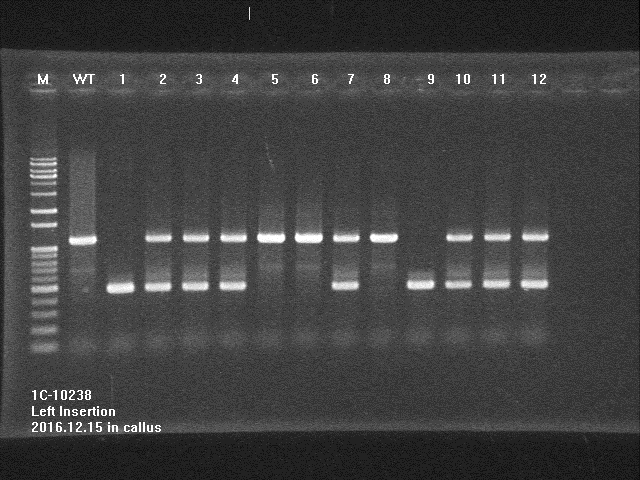 M WT 1 2 3 4 5 6 7 8 9 10 11 12
1C-10238
Left Insertion
2016.12.15 in callus